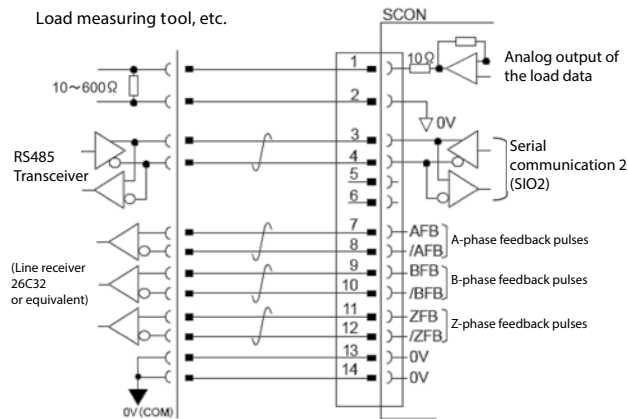 Load measuring tool, etc.
SCON
10Ω
Analog output of
the load data
10～600Ω
1
2
0V
RS485
Transceiver
3
4
5
6
Serial
communication 2
(SIO2)
7
8
AFB
/AFB
A-phase feedback pulses
(Line receiver
26C32
or equivalent)
9
10
BFB
/BFB
B-phase feedback pulses
11
12
ZFB
/ZFB
Z-phase feedback pulses
13
0V
14
0V
0V(COM)